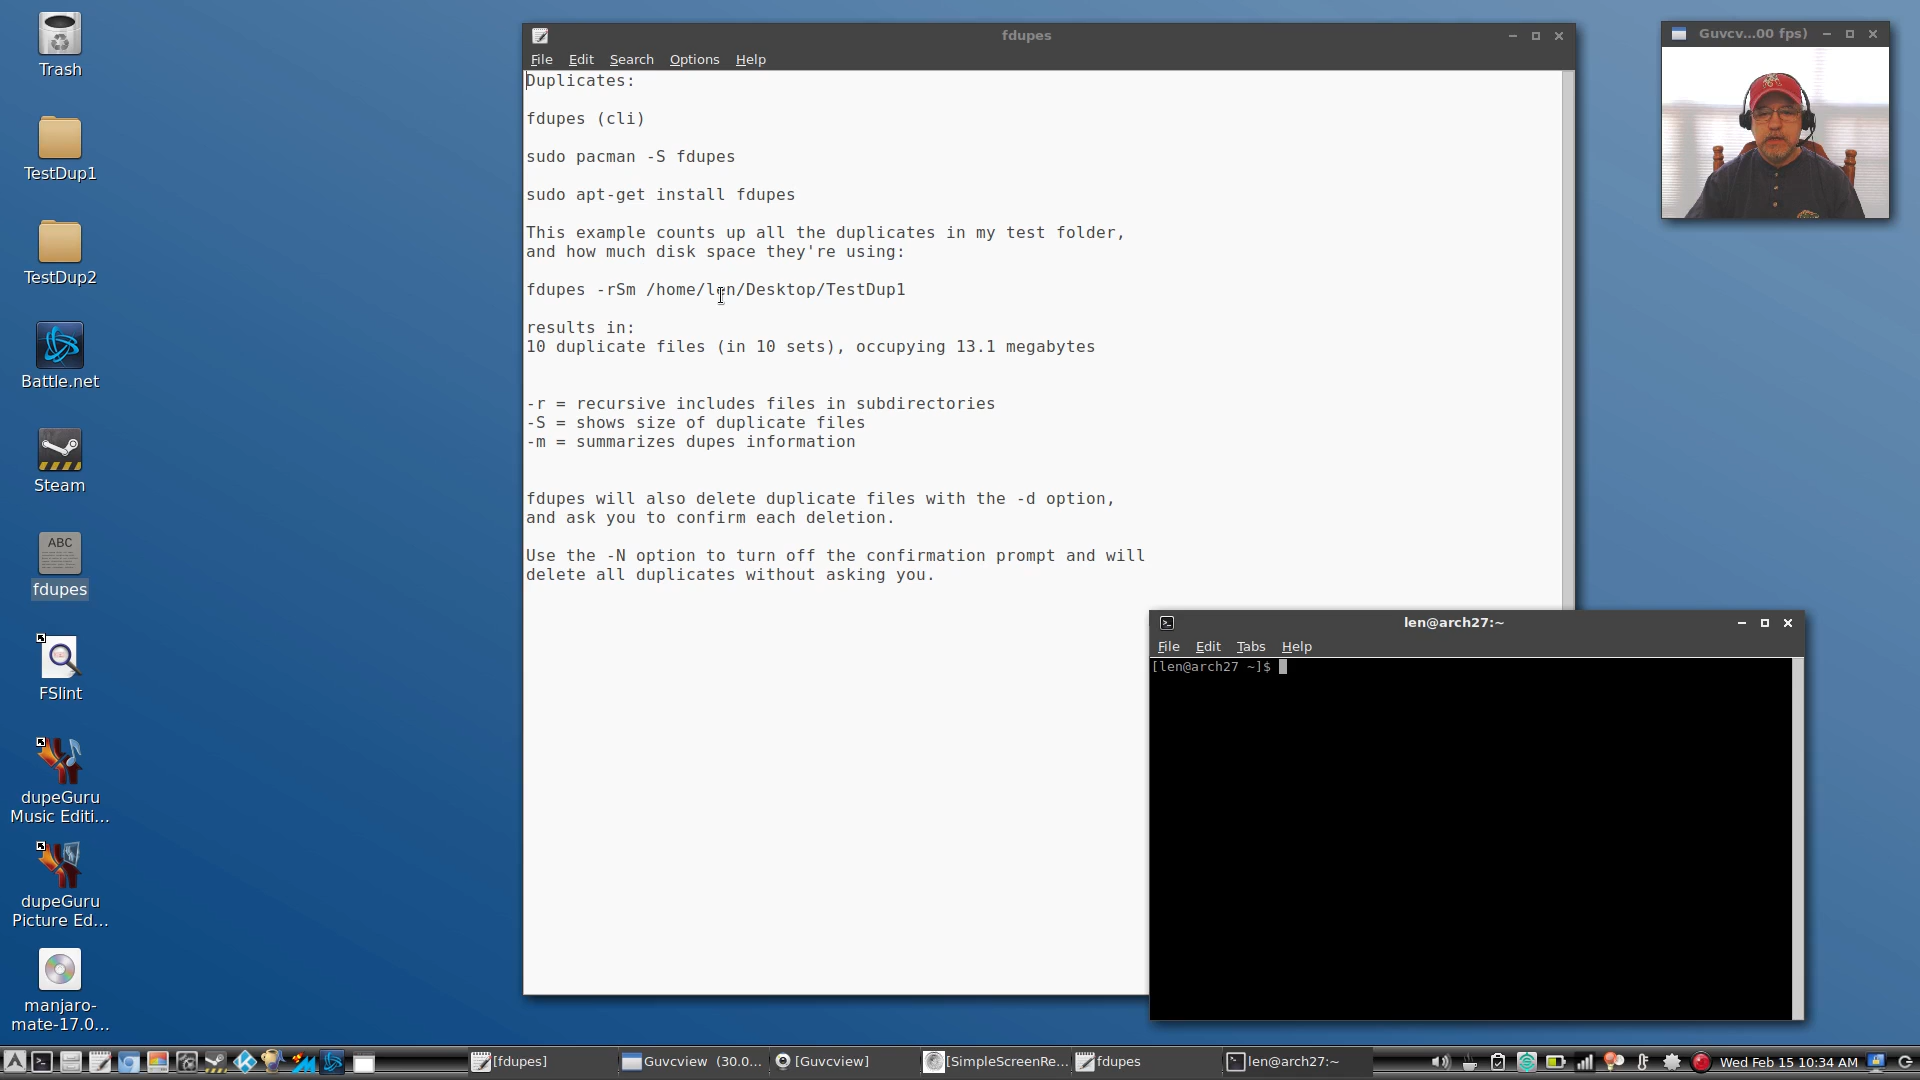 Trash
TestDup1
TestDup2
Battle.net
Steam
ABC
fdupes
FSlint
dupeGuru
Music Editi...
dupeGuru
Picture Ed...
manjaro-
mate-17.0...
fdupes
File Edit Search Options Help
Duplicates:
fdupes (cli)
sudo pacman -S fdupes
sudo apt-get install fdupes
This example counts up all the duplicates in my test folder,
and how much disk space they're using:
fdupes -rSm /home/len/Desktop/TestDup1
results in:
10 duplicate files (in 10 sets), occupying 13.1 megabytes
-r = recursive includes files in subdirectories
-S = shows size of duplicate files
-m = summarizes dupes information
fdupes will also delete duplicate files with the -d option,
and ask you to confirm each deletion.
Use the -N option to turn off the confirmation prompt and will
delete all duplicates without asking you.
Guvcv...00 fps)
len@arch27:~
File Edit Tabs Help
[len@arch27 ~]$
[fdupes]
Guvcview (30.0...
[Guvcview]
[SimpleScreenRe...
fdupes
len@arch27:~
Wed Feb 15 10:34 AM